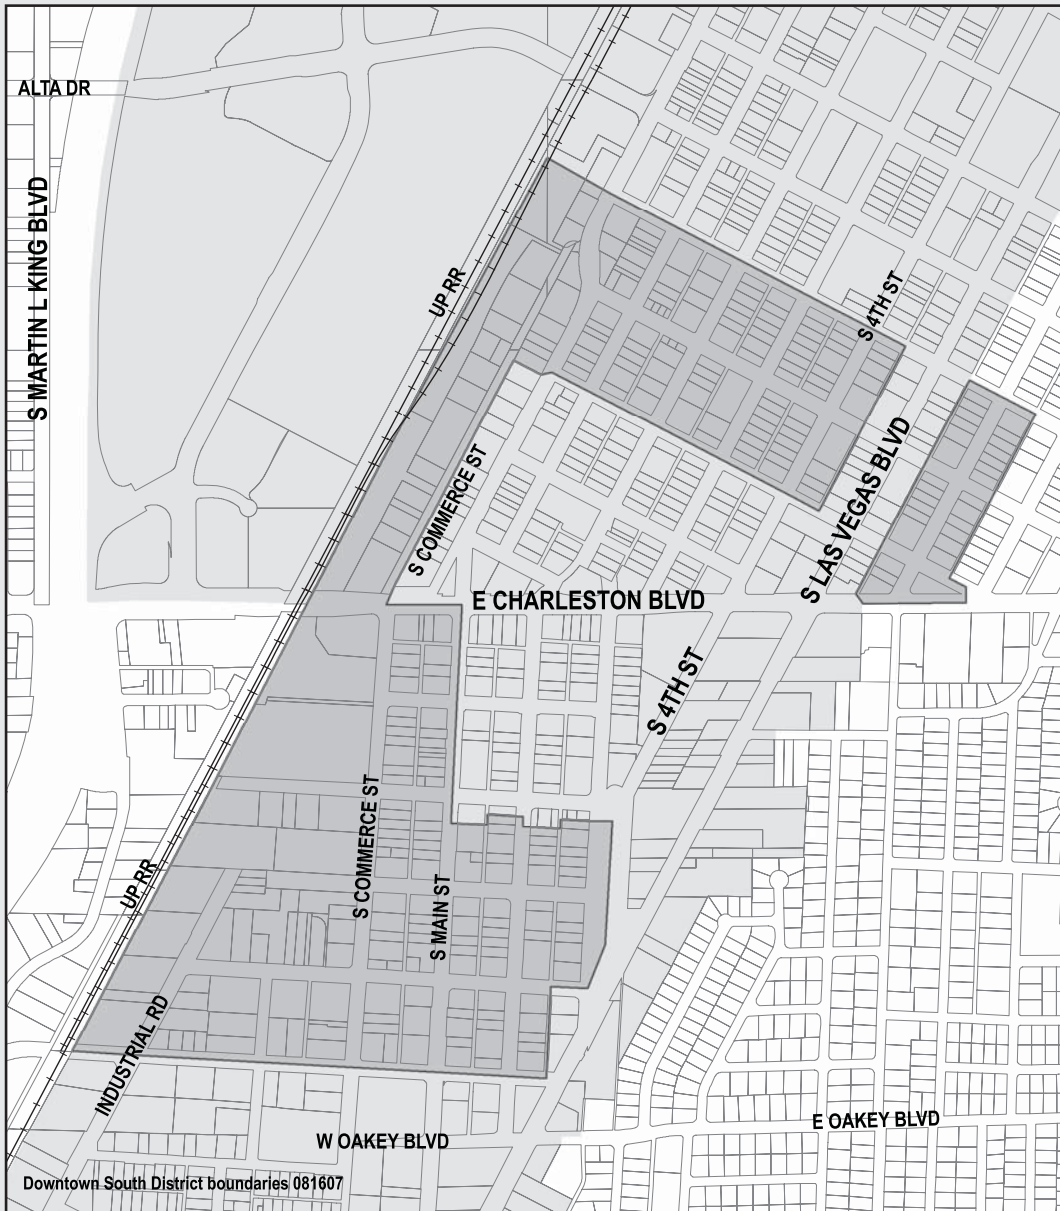 ALTA DR
S MARTIN L KING BLVD
UP RR
S 4TH ST
S LAS VEGAS BLVD
S COMMERCE ST
E CHARLESTON BLVD
S 4TH ST
S COMMERCE ST
UP RR
S MAIN ST
INDUSTRIAL RD
E OAKEY BLVD
W OAKEY BLVD
Downtown South District boundaries 081607